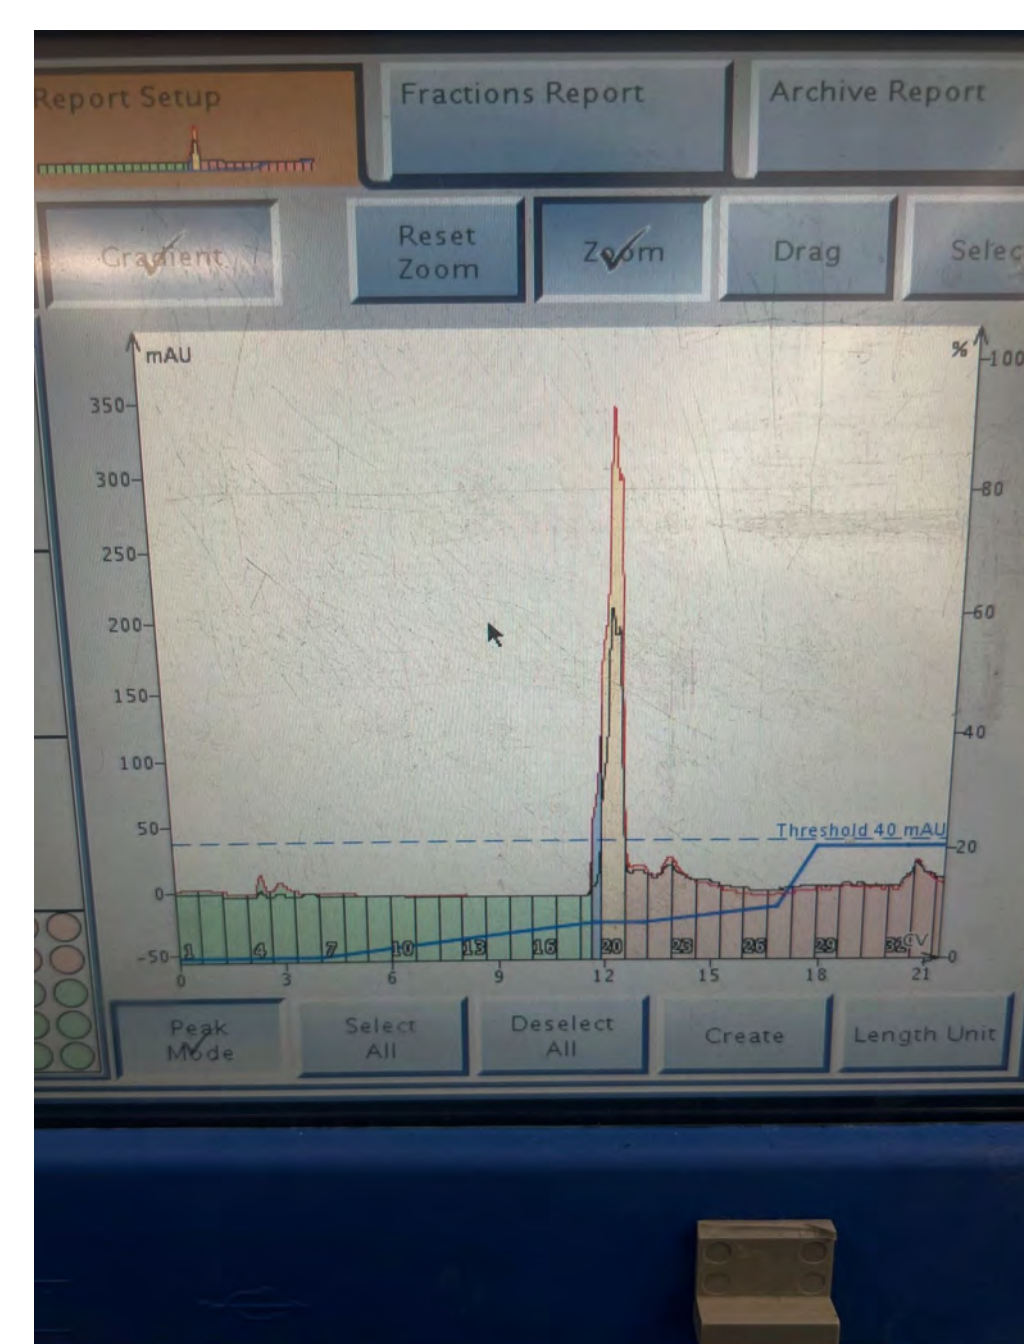 Report Setup
Fractions Report
Archive Report
Gradient
Reset
Zoom
Zoom
Drag
Selec
mAU
%
100
350
300
80
250
200
60
150
40
100
50
Threshold 40 mAU
20
0
1 4 7 10 13 16 20 23 26 29 32 CV
-50
0
0 3 6 9 12 15 18 21
Peak
Mode
Select
All
Deselect
All
Create
Length Unit